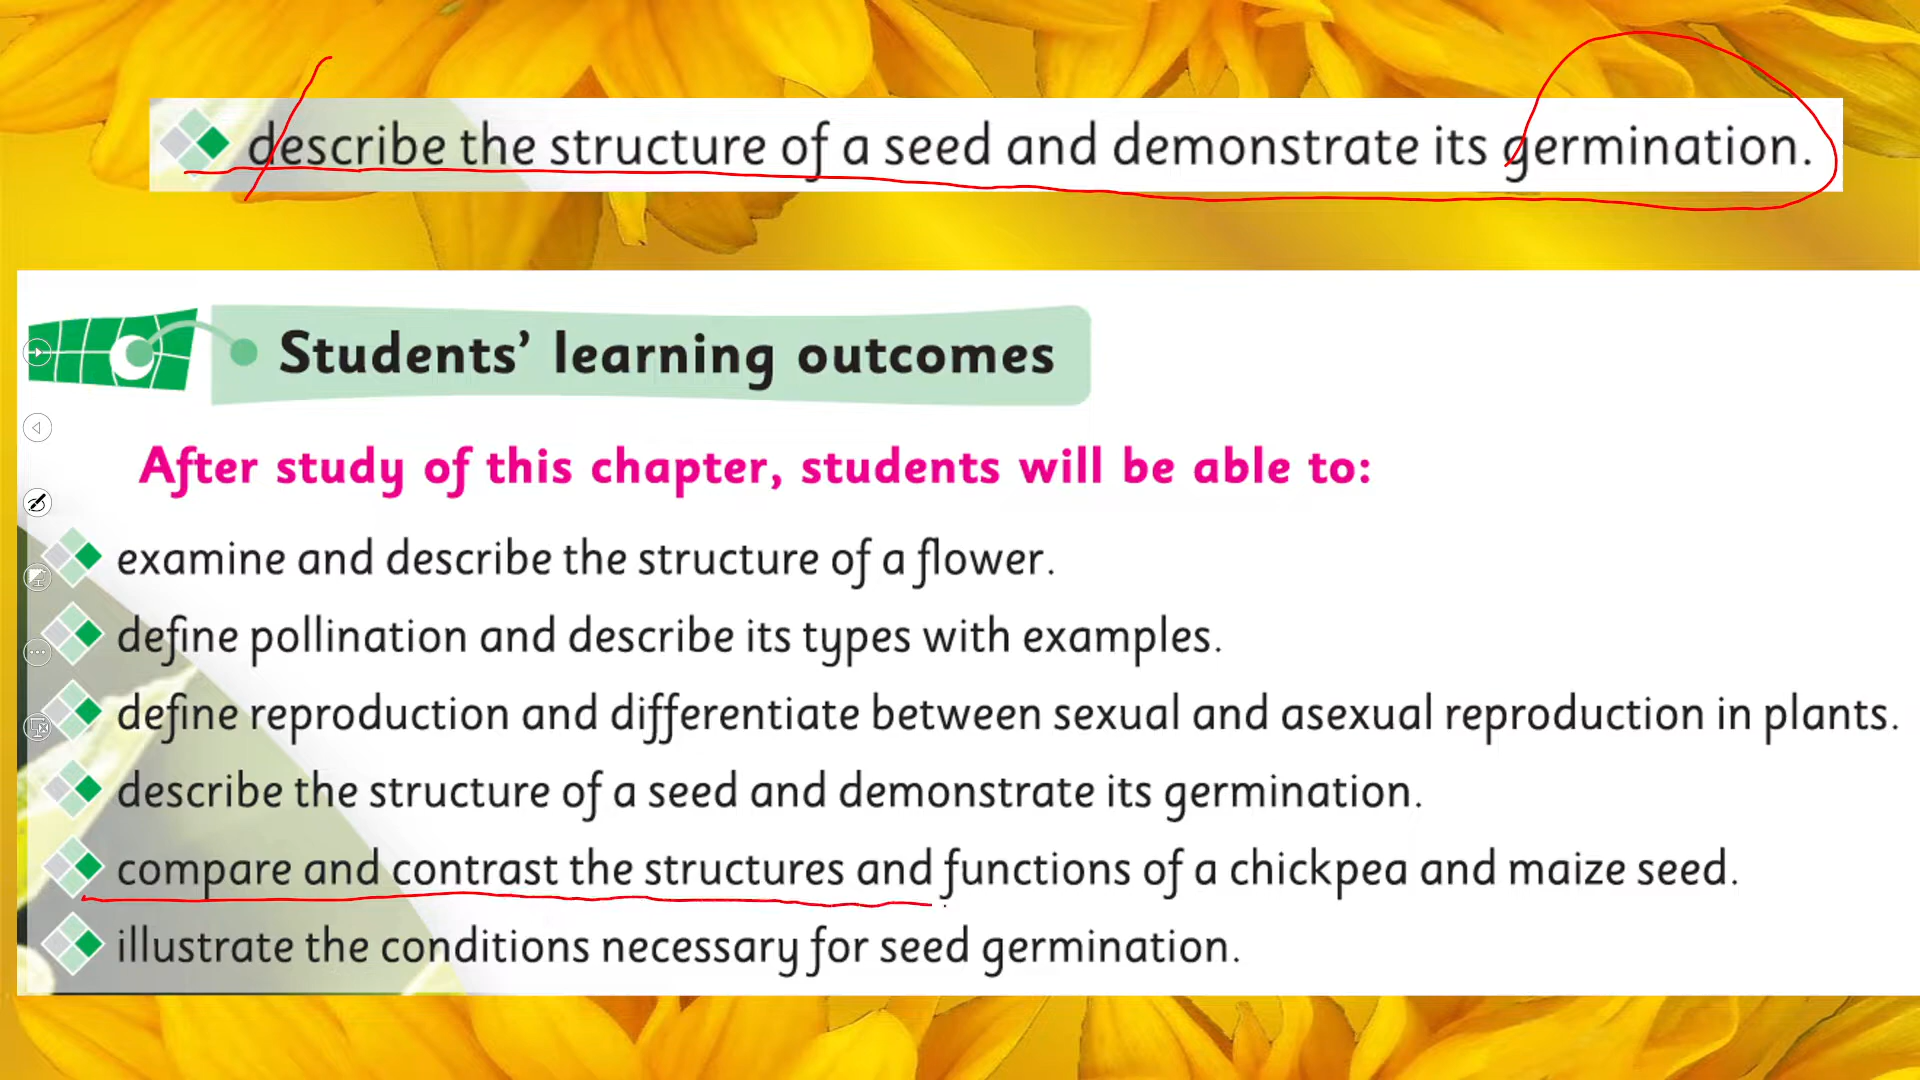 describe the structure of a seed and demonstrate its germination.
Students’ learning outcomes
After study of this chapter, students will be able to:
examine and describe the structure of a flower.
define pollination and describe its types with examples.
define reproduction and differentiate between sexual and asexual reproduction in plants.
describe the structure of a seed and demonstrate its germination.
compare and contrast the structures and functions of a chickpea and maize seed.
illustrate the conditions necessary for seed germination.